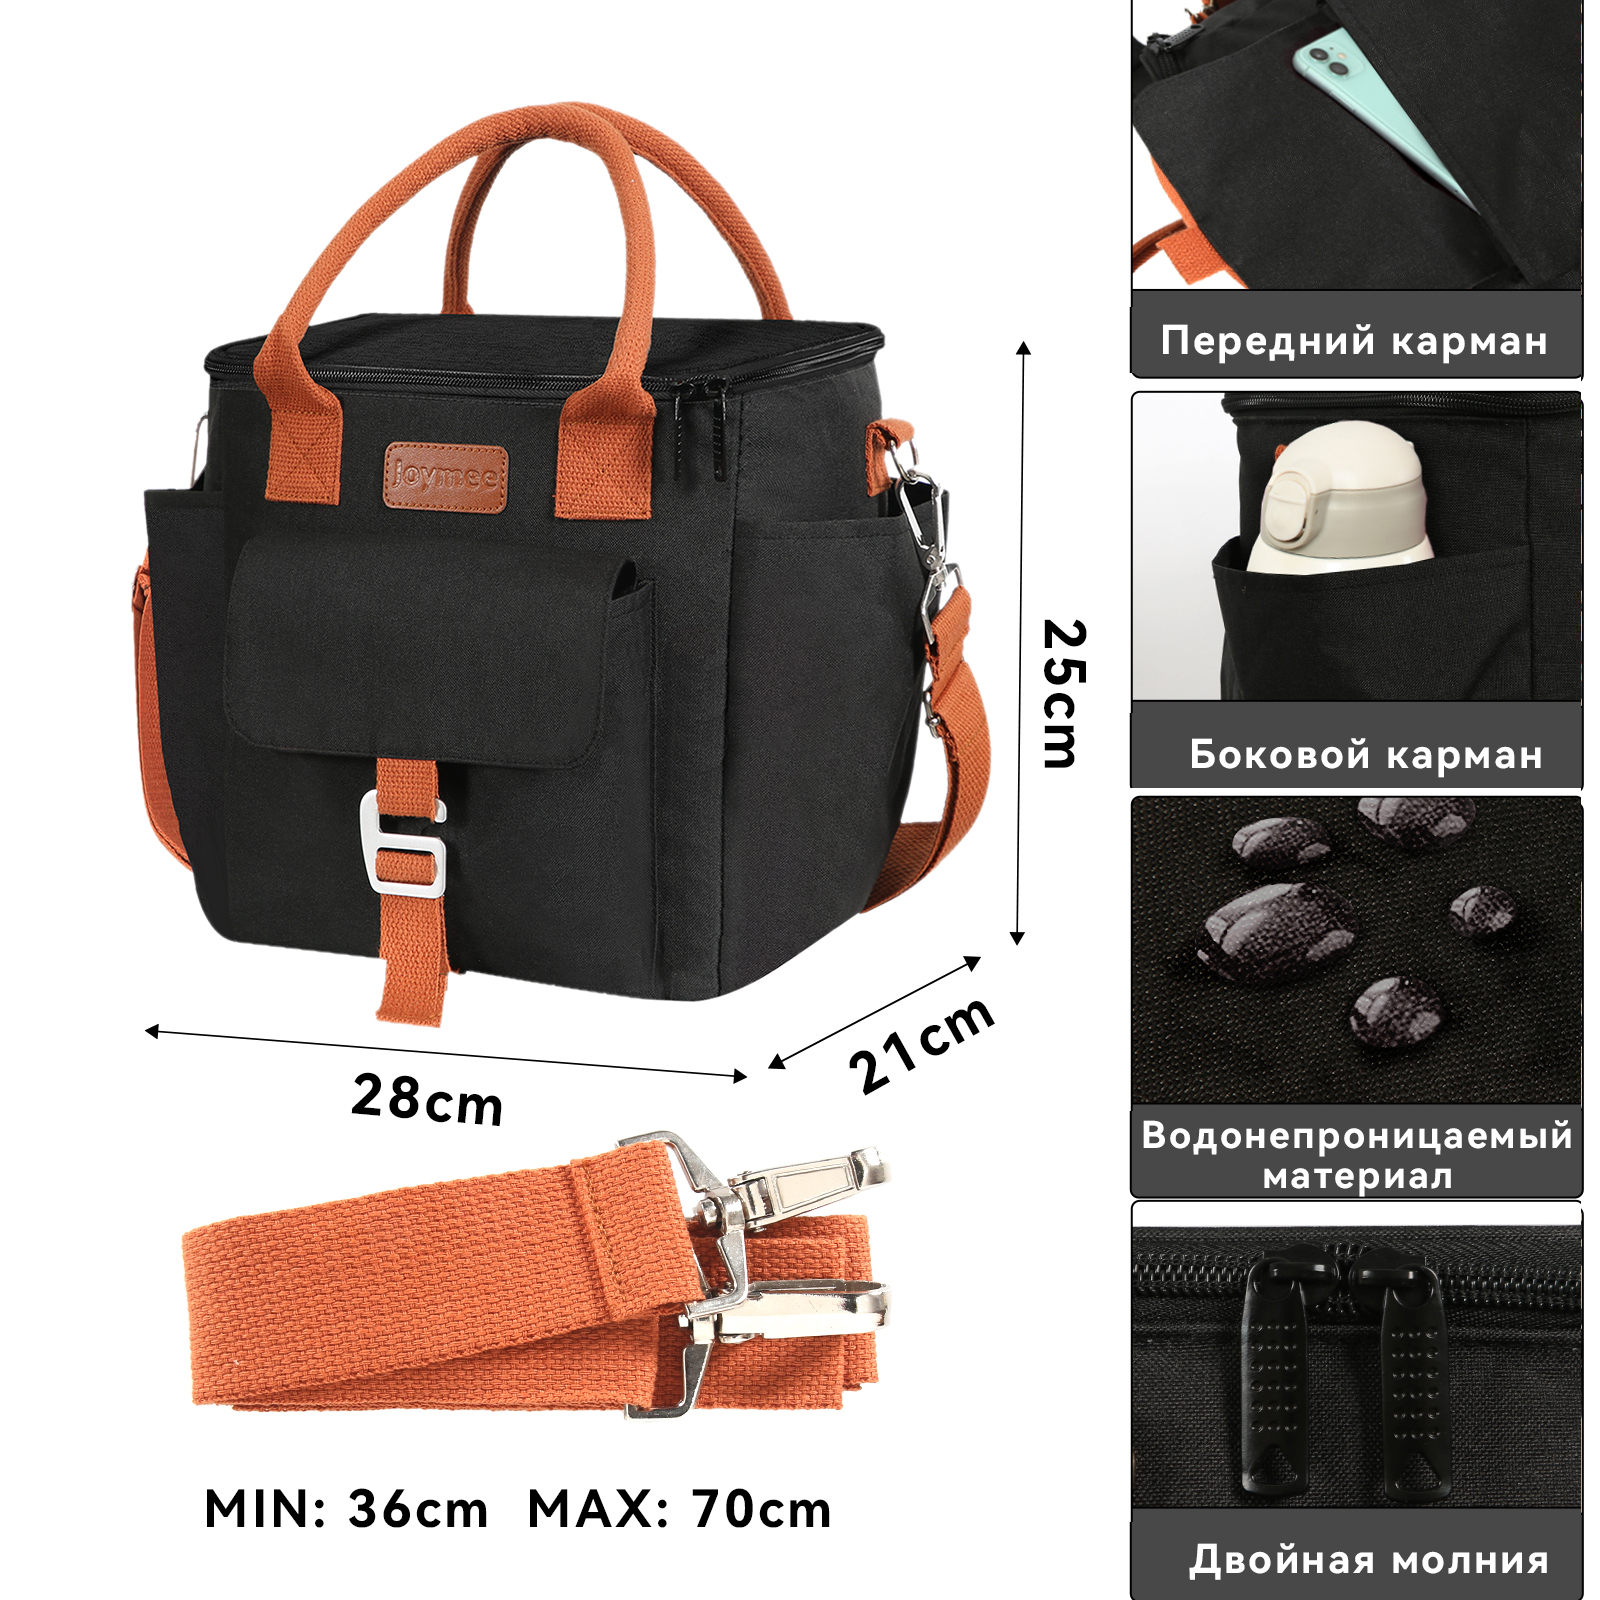 Joymee
25cm
21cm
28cm
MIN: 36cm MAX: 70cm
Передний карман
Боковой карман
Водонепроницаемый
материал
Двойная молния